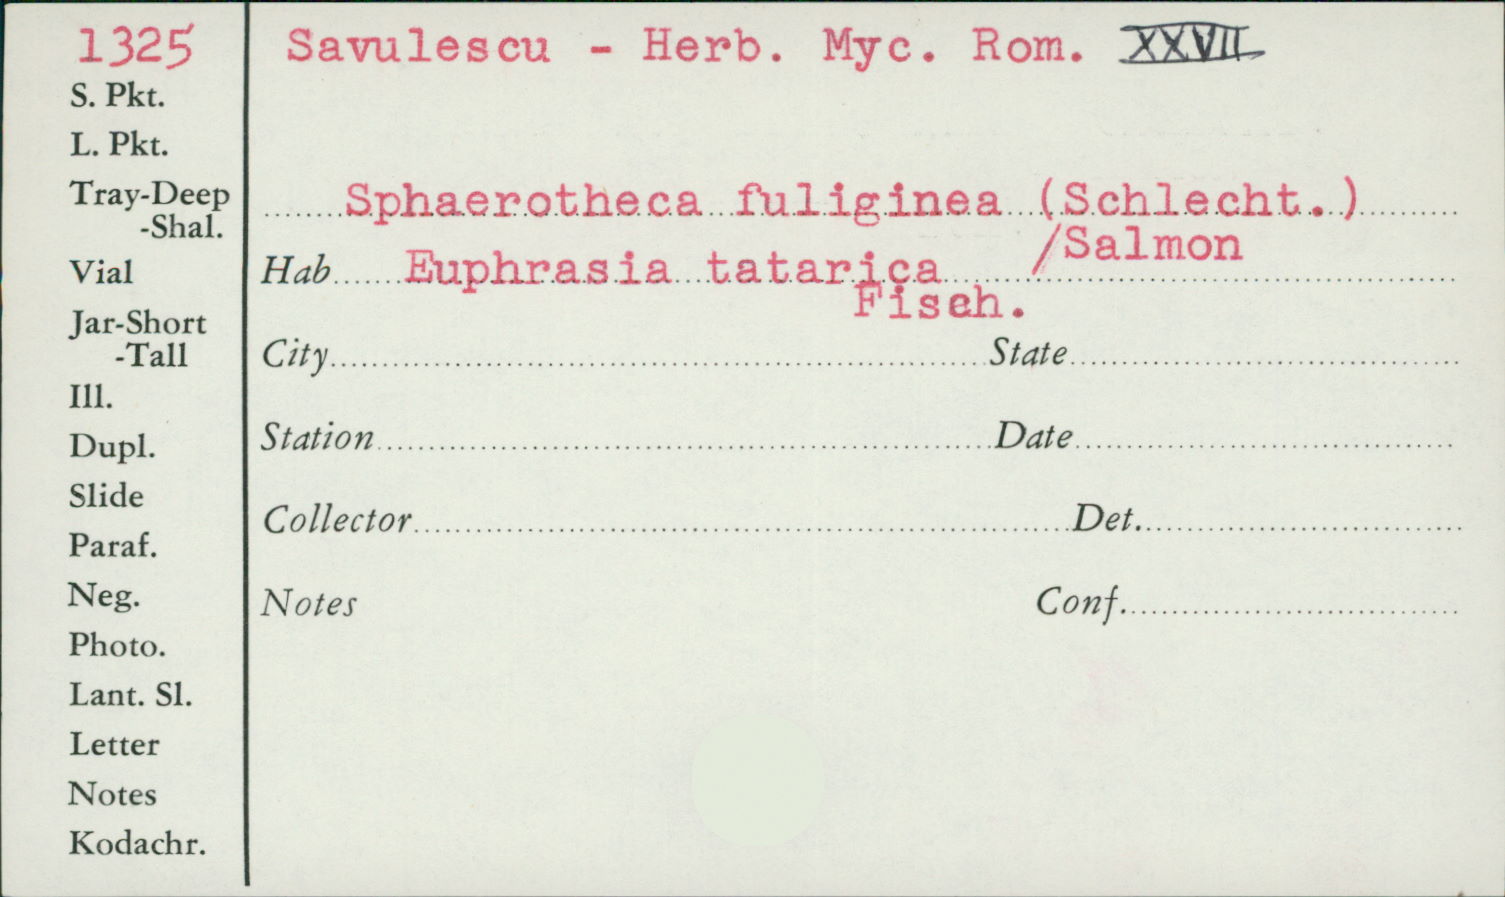 1325
Savulescu - Herb. Myc. Rom. XXVII
S. Pkt.
L. Pkt.
Tray-Deep
-Shal.
Vial
Jar-Short
-Tall
Ill.
Dupl.
Slide
Paraf.
Neg.
Photo.
Lant. Sl.
Letter
Notes
Kodachr.
Sphaerotheca fuliginea (Schlecht.)
/Salmon
Hab. Euphrasia tatarica
Fisch.
City State
Station Date
Collector Det.
Notes Conf.